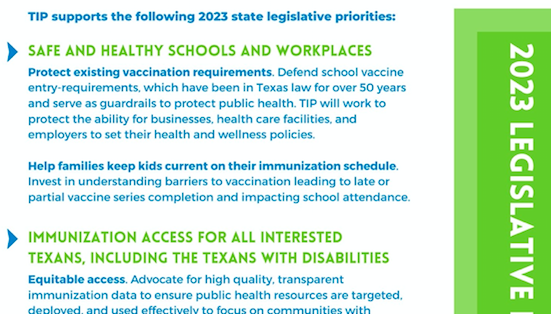 TIP supports the following 2023 state legislative priorities:
SAFE AND HEALTHY SCHOOLS AND WORKPLACES
Protect existing vaccination requirements. Defend school vaccine
entry-requirements, which have been in Texas law for over 50 years
and serve as guardrails to protect public health. TIP will work to
protect the ability for businesses, health care facilities, and
employers to set their health and wellness policies.
Help families keep kids current on their immunization schedule.
Invest in understanding barriers to vaccination leading to late or
partial vaccine series completion and impacting school attendance.
IMMUNIZATION ACCESS FOR ALL INTERESTED
TEXANS, INCLUDING THE TEXANS WITH DISABILITIES
Equitable access. Advocate for high quality, transparent
immunization data to ensure public health resources are targeted,
deployed, and used effectively to focus on communities with
2023 LEGISLATIVE